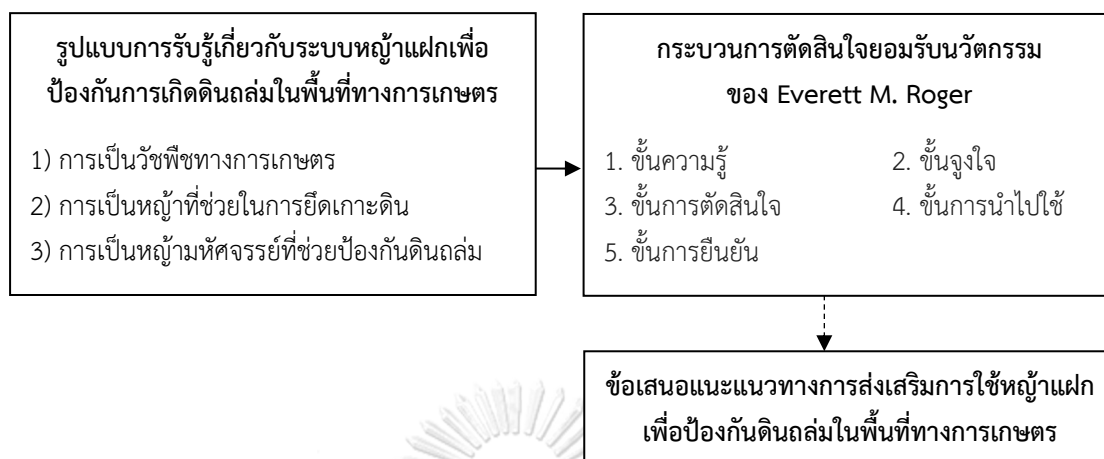 รูปแบบการรับรู้เกี่ยวกับระบบหญ้าแฝกเพื่อ
ป้องกันการเกิดดินถล่มในพื้นที่ทางการเกษตร
1) การเป็นวัชพืชทางการเกษตร
2) การเป็นหญ้าที่ช่วยในการยึดเกาะดิน
3) การเป็นหญ้ามหัศจรรย์ที่ช่วยป้องกันดินถล่ม
กระบวนการตัดสินใจยอมรับนวัตกรรม
ของ Everett M. Roger
1. ขั้นความรู้ 2. ขั้นจูงใจ
3. ขั้นการตัดสินใจ 4. ขั้นการนำไปใช้
5. ขั้นการยืนยัน
ข้อเสนอแนะแนวทางการส่งเสริมการใช้หญ้าแฝก
เพื่อป้องกันดินถล่มในพื้นที่ทางการเกษตร